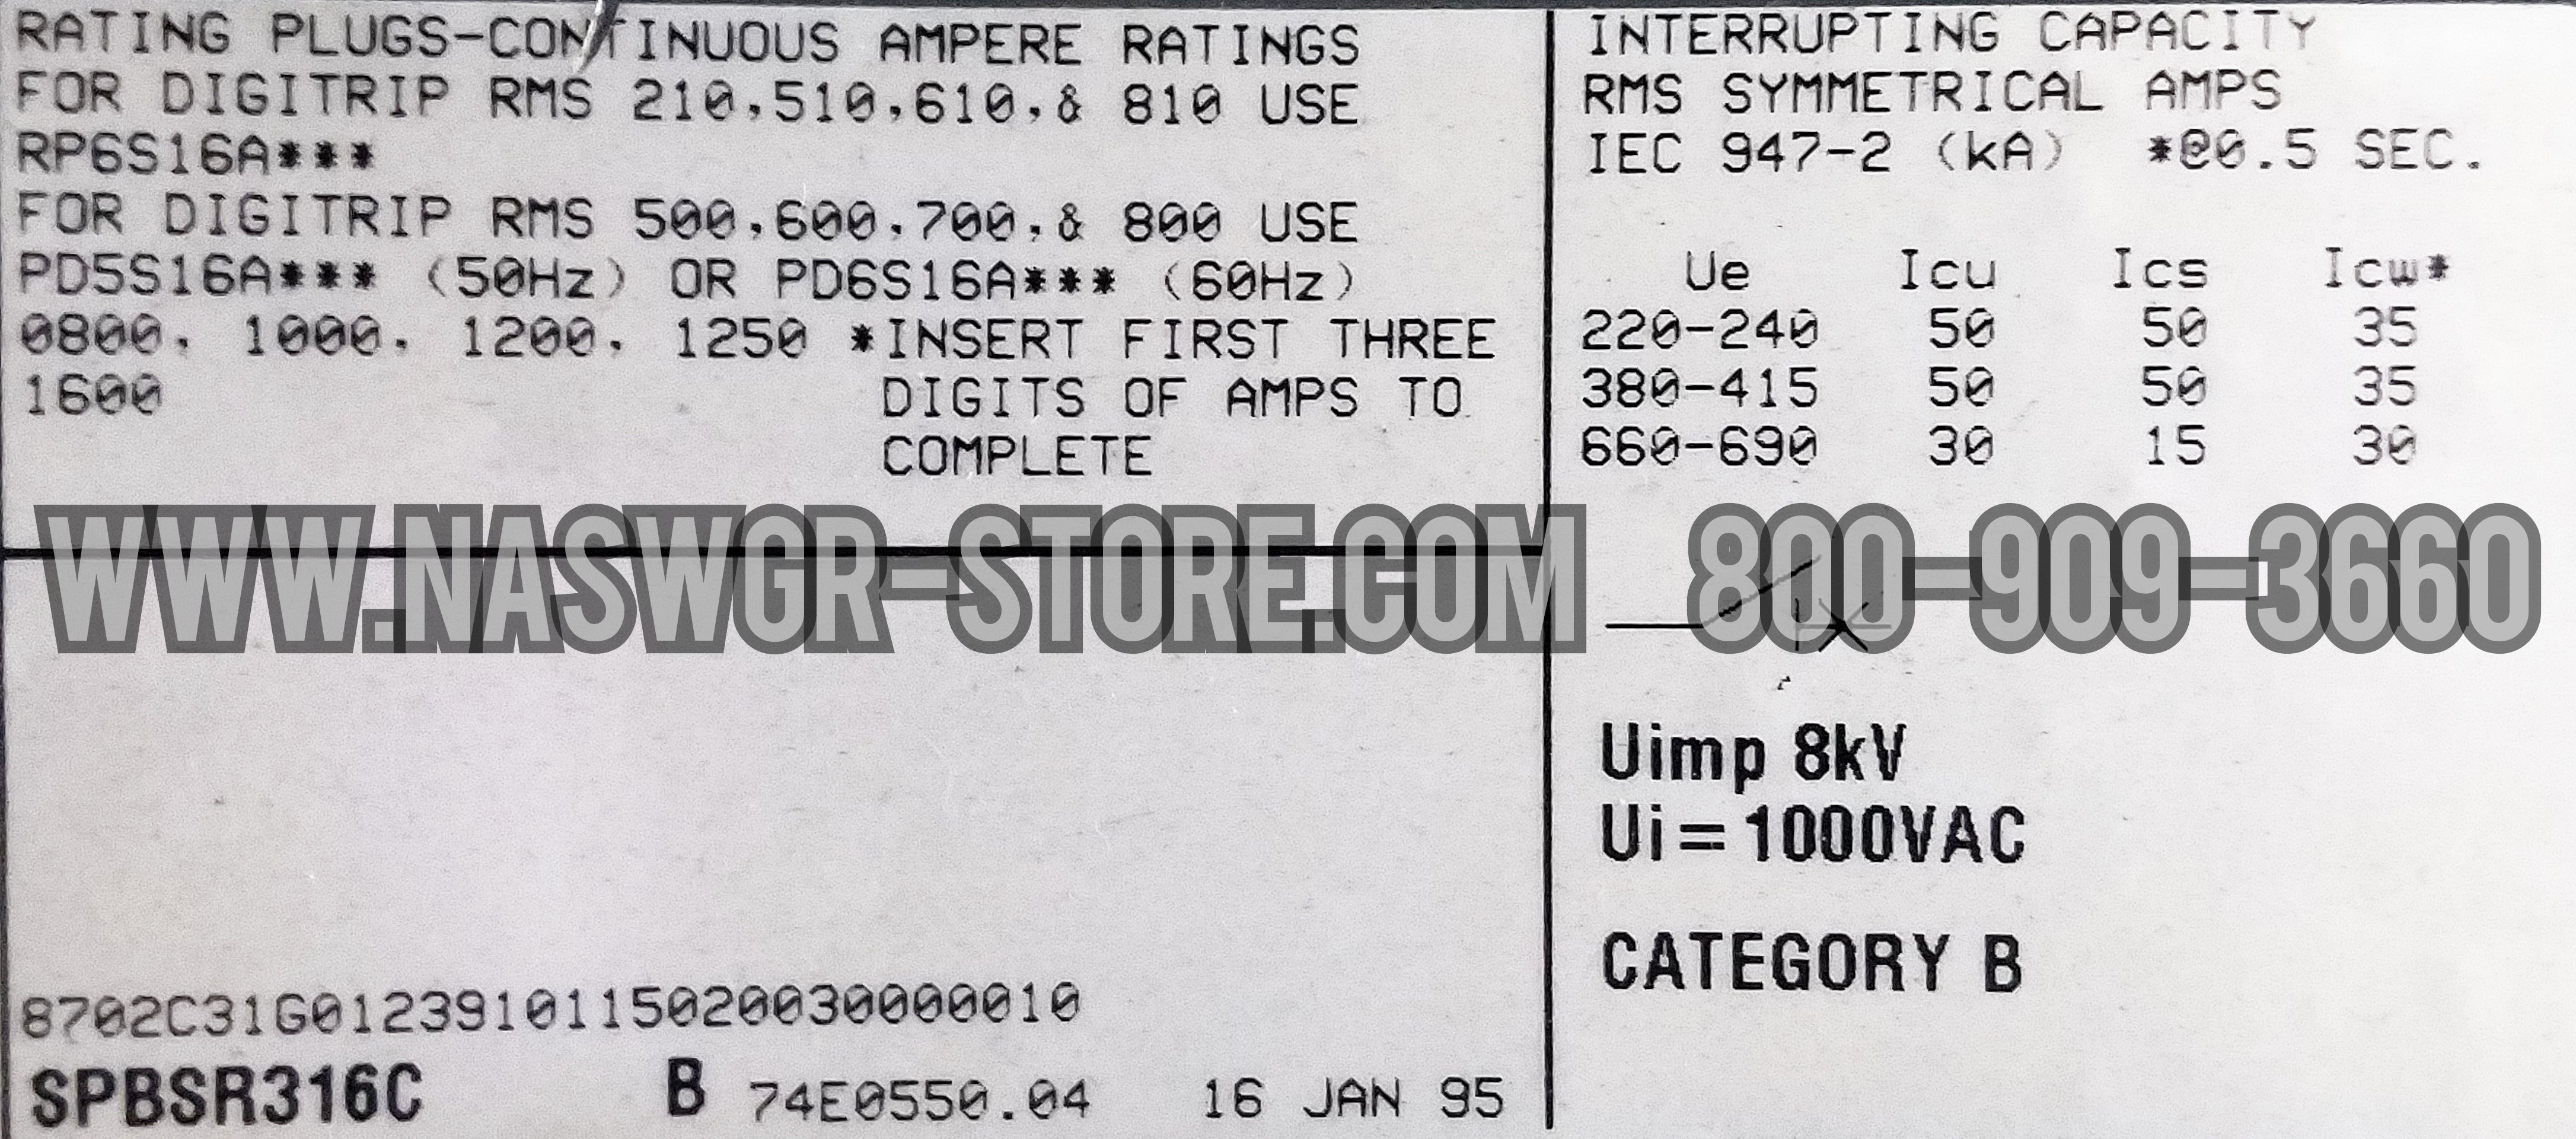 RATING PLUGS-CONTINUOUS AMPERE RATINGS
FOR DIGITRIP RMS 210,510,610,& 810 USE
RP6S16A***
FOR DIGITRIP RMS 500,600,700,& 800 USE
PD5S16A*** (50Hz) OR PD6S16A*** (60Hz)
0800, 1000, 1200, 1250 *INSERT FIRST THREE
1600 DIGITS OF AMPS TO
COMPLETE
INTERRUPTING CAPACITY
RMS SYMMETRICAL AMPS
IEC 947-2 (kA) *@0.5 SEC.
Ue Icu Ics Icw*
220-240 50 50 35
380-415 50 50 35
660-690 30 15 30
WWW.NASWGR-STORE.COM 800-909-3660
Uimp 8kV
Ui=1000VAC
CATEGORY B
8702C31G012391011502003000001​0
SPBSR316C B 74E0550.04 16 JAN 95